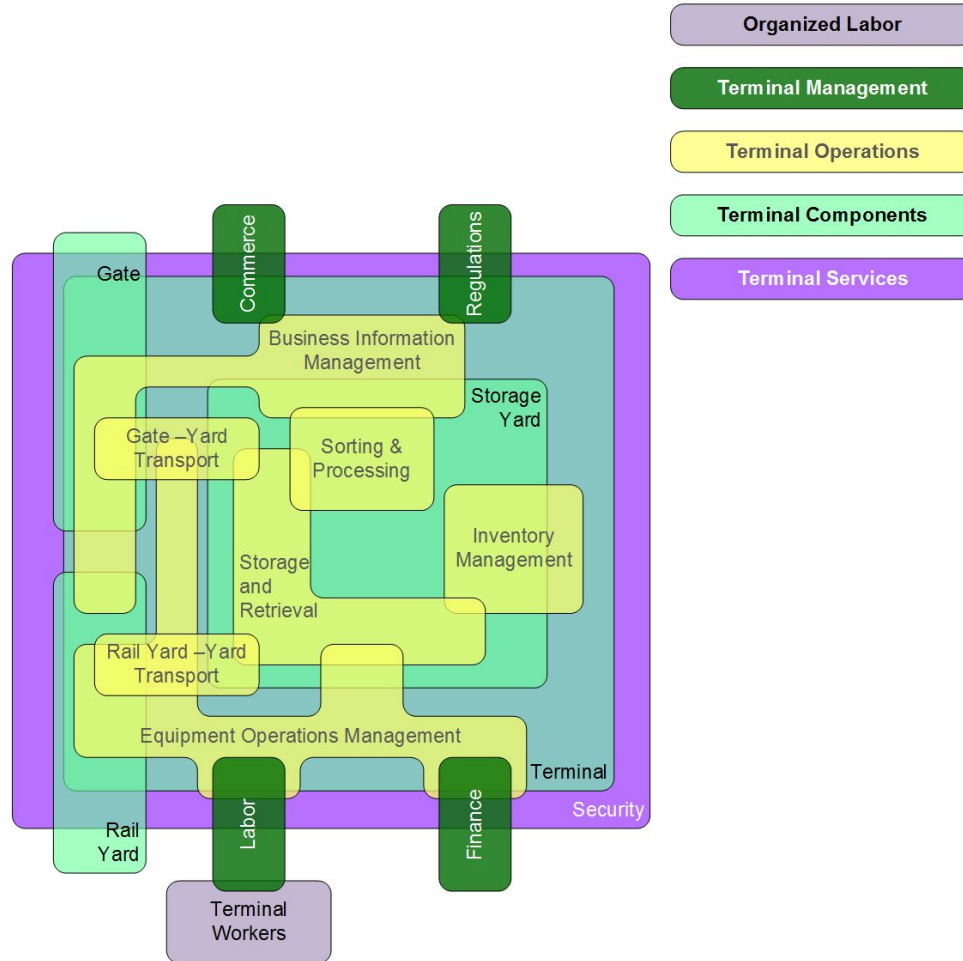 Organized Labor
Terminal Management
Terminal Operations
Terminal Components
Terminal Services
Commerce
Regulations
Gate
Business Information
Management
Storage
Yard
Gate –Yard
Transport
Sorting &
Processing
Inventory
Management
Storage
and
Retrieval
Rail Yard –Yard
Transport
Equipment Operations Management
Terminal
Security
Labor
Finance
Rail
Yard
Terminal
Workers